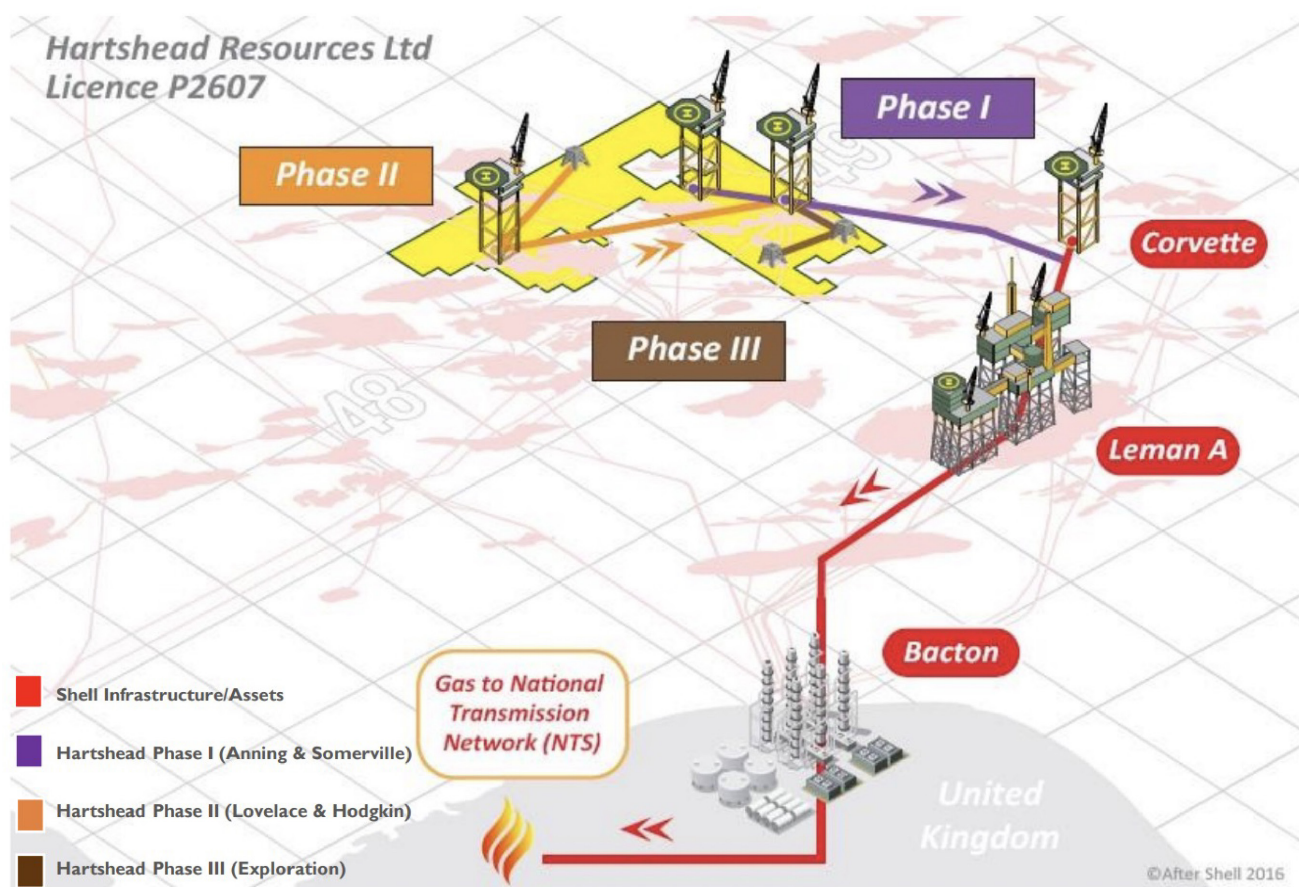 Hartshead Resources Ltd
Licence P2607
Phase I
Phase II
49
Corvette
Phase III
48
Leman A
Bacton
Gas to National
Transmission
Network (NTS)
United
Kingdom
Shell Infrastructure/Assets
Hartshead Phase I (Anning & Somerville)
Hartshead Phase II (Lovelace & Hodgkin)
Hartshead Phase III (Exploration)
©After Shell 2016